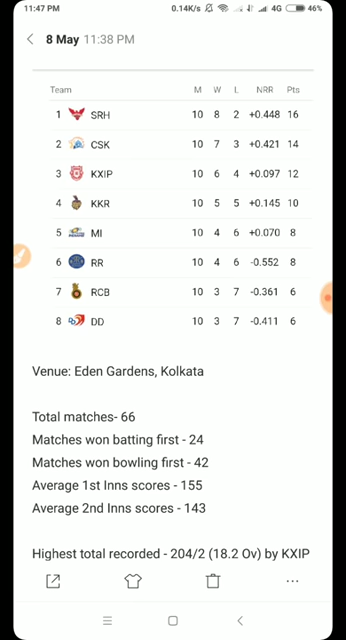 11:47 PM 0.14K/s 4G 46%
8 May 11:38 PM
Team M W L NRR Pts
1 SRH 10 8 2 +0.448 16
2 CSK 10 7 3 +0.421 14
3 KXIP 10 6 4 +0.097 12
4 KKR 10 5 5 +0.145 10
5 MI 10 4 6 +0.070 8
6 RR 10 4 6 -0.552 8
7 RCB 10 3 7 -0.361 6
8 DD 10 3 7 -0.411 6
Venue: Eden Gardens, Kolkata
Total matches- 66
Matches won batting first - 24
Matches won bowling first - 42
Average 1st Inns scores - 155
Average 2nd Inns scores - 143
Highest total recorded - 204/2 (18.2 Ov) by KXIP